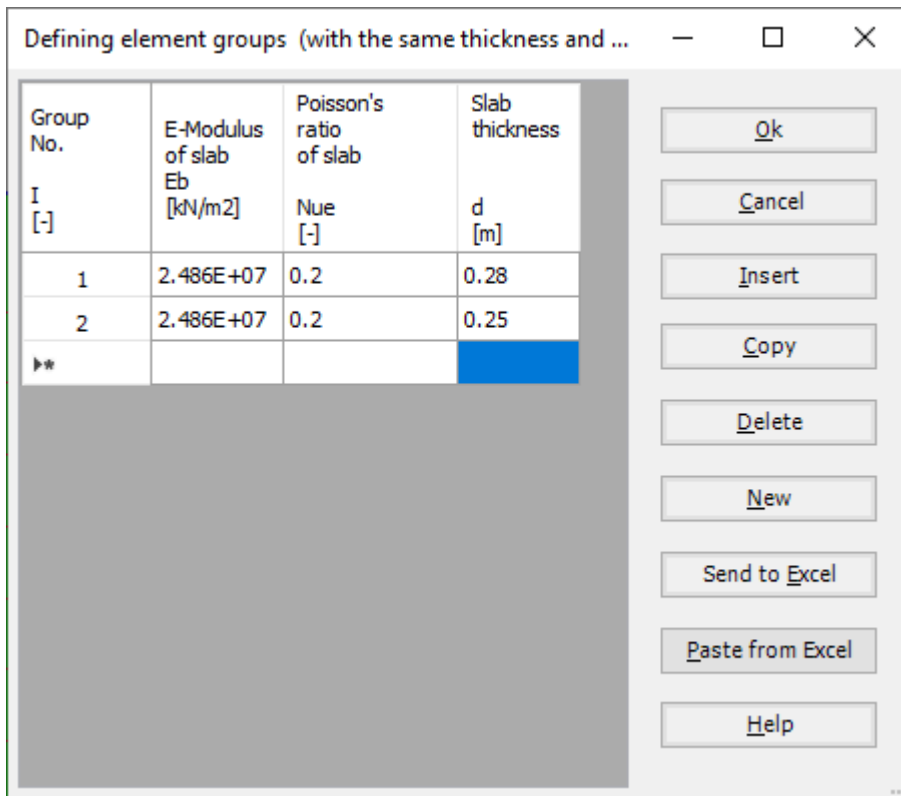 Defining element groups (with the same thickness and ...
Group
No.
I
[-]
E-Modulus
of slab
Eb
[kN/m2]
Poisson's
ratio
of slab
Nue
[-]
Slab
thickness
d
[m]
1 2.486E+07 0.2 0.28
2 2.486E+07 0.2 0.25
Ok
Cancel
Insert
Copy
Delete
New
Send to Excel
Paste from Excel
Help